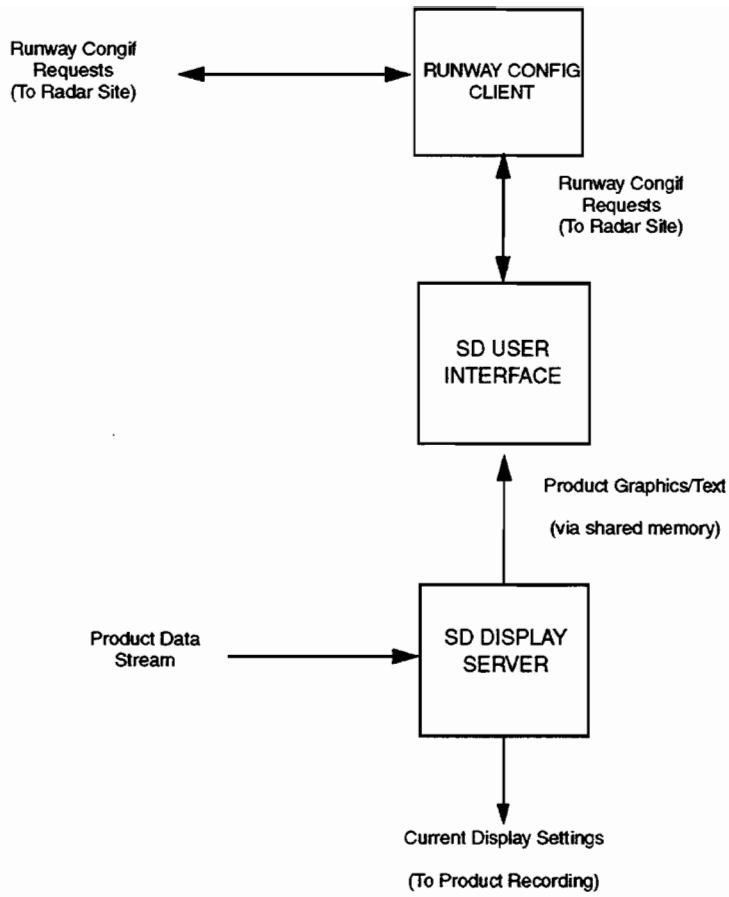 Runway Congif
Requests
(To Radar Site)
RUNWAY CONFIG
CLIENT
Runway Congif
Requests
(To Radar Site)
SD USER
INTERFACE
Product Graphics/Text
(via shared memory)
Product Data
Stream
SD DISPLAY
SERVER
Current Display Settings
(To Product Recording)